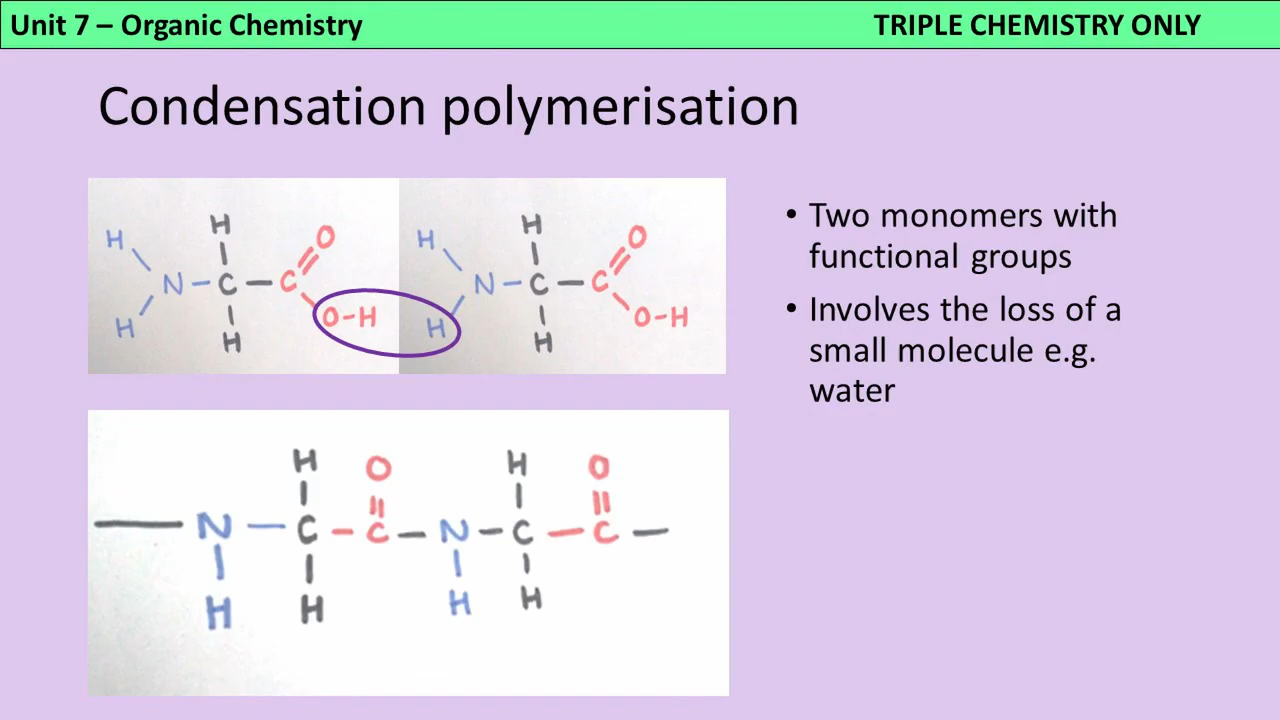 Unit 7 – Organic Chemistry
TRIPLE CHEMISTRY ONLY
Condensation polymerisation
H H O H H O
N – C – C N – C – C
H H O–H H H O–H
• Two monomers with
functional groups
• Involves the loss of a
small molecule e.g.
water
H O H O
N – C – C – N – C – C –
H H H H